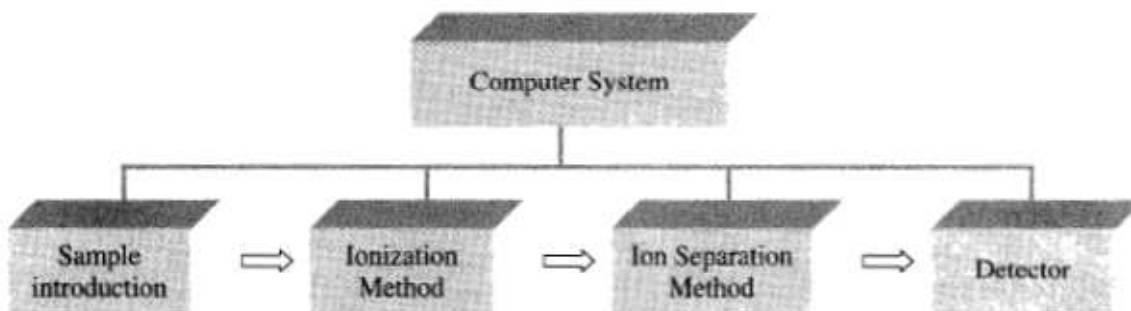 Computer System
Sample
introduction
Ionization
Method
Ion Separation
Method
Detector